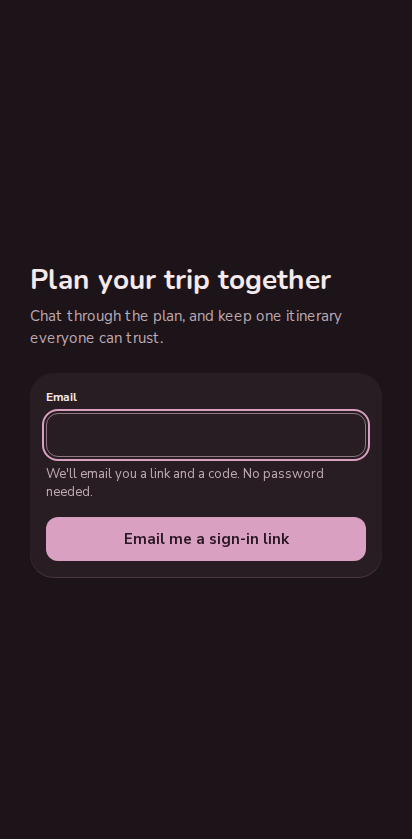 Plan your trip together
Chat through the plan, and keep one itinerary
everyone can trust.
Email
We'll email you a link and a code. No password
needed.
Email me a sign-in link